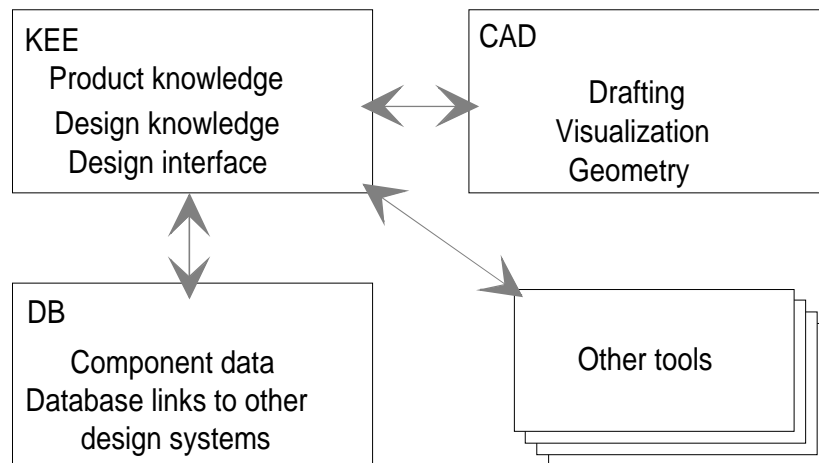 KEE
Product knowledge
Design knowledge
Design interface
CAD
Drafting
Visualization
Geometry
DB
Component data
Database links to other
design systems
Other tools